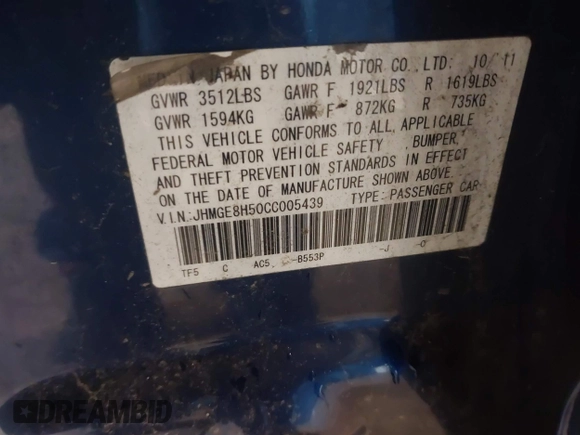 IN JAPAN BY HONDA MOTOR CO., LTD: 10/11
GVWR 3512LBS GAWR F 1921LBS R 1619LBS
GVWR 1594KG GAWR F 872KG R 735KG
THIS VEHICLE CONFORMS TO ALL APPLICABLE
FEDERAL MOTOR VEHICLE SAFETY , BUMPER,
AND THEFT PREVENTION STANDARDS IN EFFECT
ON THE DATE OF MANUFACTURE SHOWN ABOVE.
V.I.N: JHMGE8H50CC005439 TYPE: PASSENGER CAR
TF5 C AC5 -B553P -J -0
DREAMBID